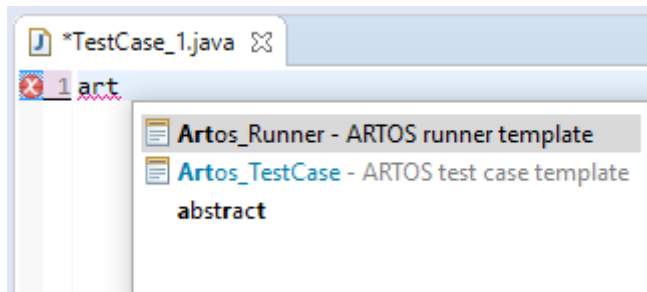 *TestCase_1.java
1 art
Artos_Runner - ARTOS runner template
Artos_TestCase - ARTOS test case template
abstract